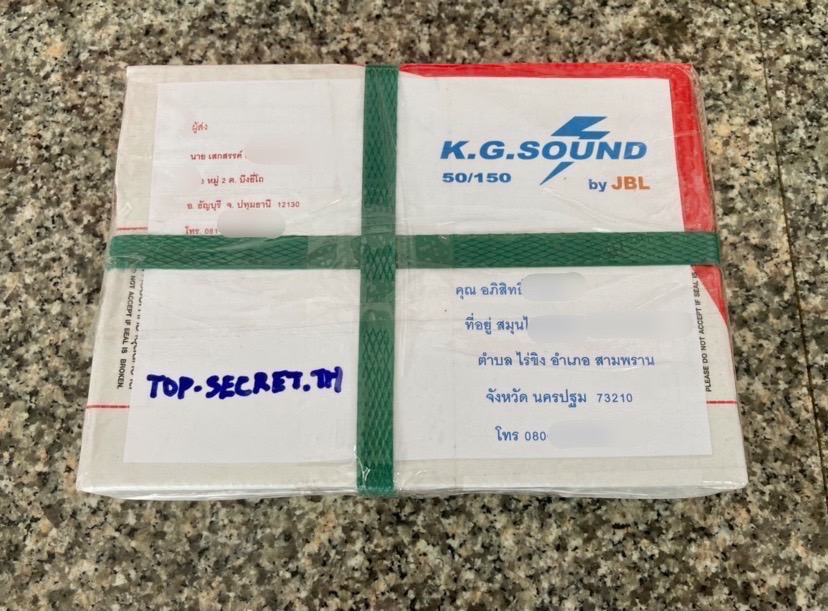 ผู้ส่ง
นาย เสกสรรค์
หมู่ 2 ต. บึงยี่โถ
อ. ธัญบุรี จ. ปทุมธานี 12130
โทร. 081
K.G.SOUND
50/150
by JBL
คุณ อภิสิทธิ์
ที่อยู่
ตำบล ไร่ขิง อำเภอ สามพราน
จังหวัด นครปฐม 73210
โทร 080
TOP-SECRET.TH
NOT ACCEPT IF SEAL IS BROKEN.
PLEASE DO NOT ACCEPT IF SEAL